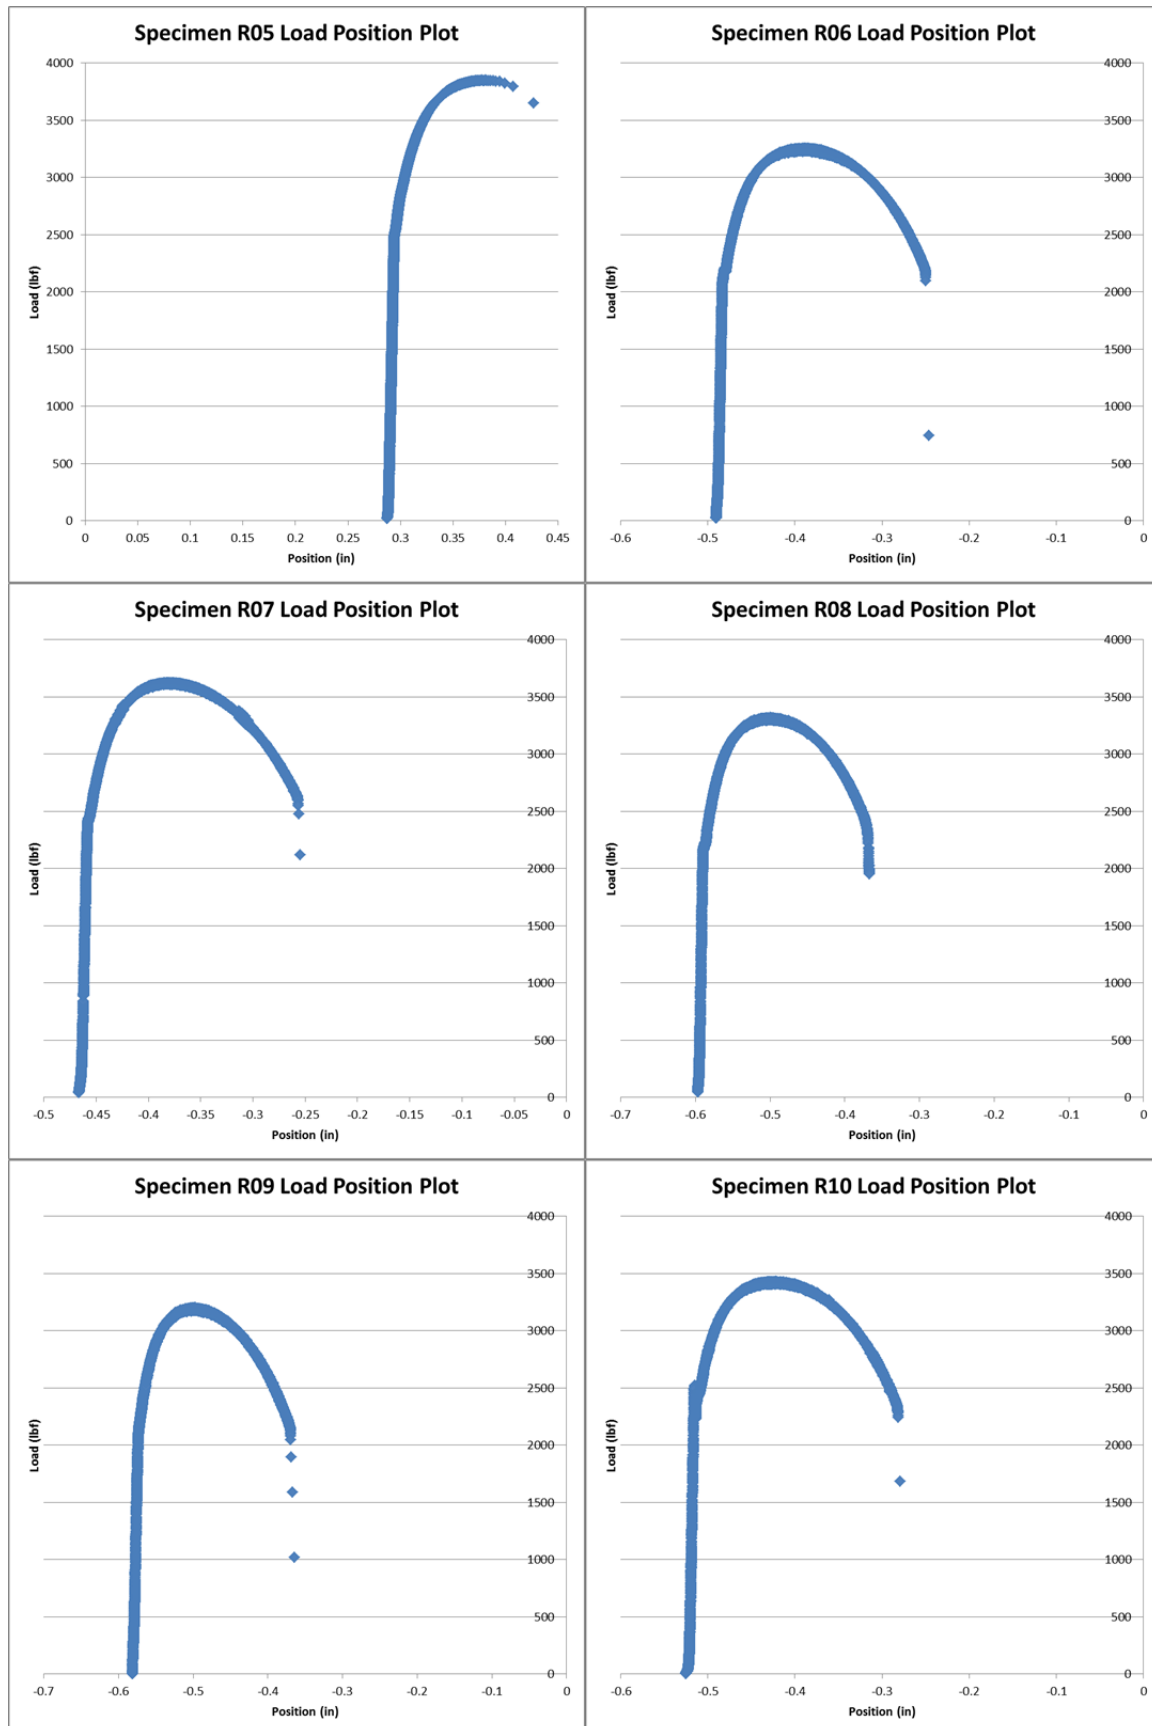 Specimen R05 Load Position Plot
4000
3500
3000
2500
2000
1500
1000
500
0
Load (lbf)
0 0.05 0.1 0.15 0.2 0.25 0.3 0.35 0.4 0.45
Position (in)
Specimen R06 Load Position Plot
4000
3500
3000
2500
2000
1500
1000
500
0
Load (lbf)
-0.6 -0.5 -0.4 -0.3 -0.2 -0.1 0
Position (in)
Specimen R07 Load Position Plot
4000
3500
3000
2500
2000
1500
1000
500
0
Load (lbf)
-0.5 -0.45 -0.4 -0.35 -0.3 -0.25 -0.2 -0.15 -0.1 -0.05 0
Position (in)
Specimen R08 Load Position Plot
4000
3500
3000
2500
2000
1500
1000
500
0
Load (lbf)
-0.7 -0.6 -0.5 -0.4 -0.3 -0.2 -0.1 0
Position (in)
Specimen R09 Load Position Plot
4000
3500
3000
2500
2000
1500
1000
500
0
Load (lbf)
-0.7 -0.6 -0.5 -0.4 -0.3 -0.2 -0.1 0
Position (in)
Specimen R10 Load Position Plot
4000
3500
3000
2500
2000
1500
1000
500
0
Load (lbf)
-0.6 -0.5 -0.4 -0.3 -0.2 -0.1 0
Position (in)